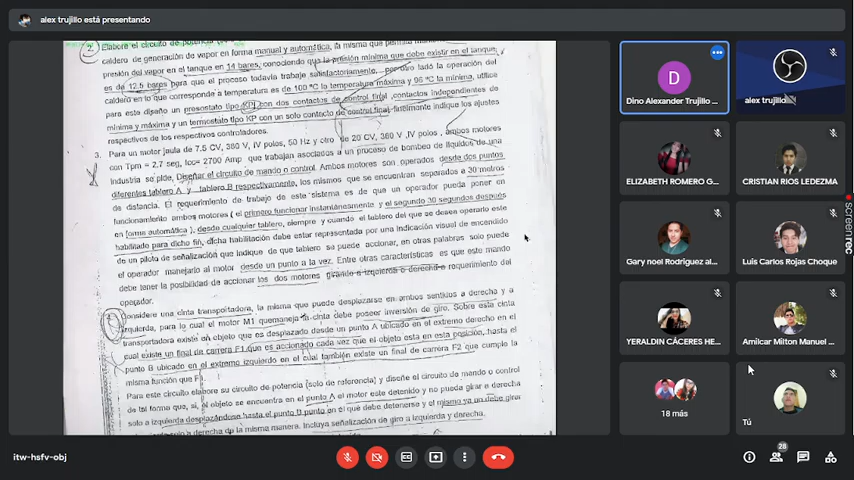 alex trujillo está presentando
2. Elabore el circuito de potencia
caldero de generación de vapor en forma manual y automática, la misma que
presión del vapor en el tanque en 14 bares, conociendo que la presión mínima que debe existir en el tanque
es de 12.5 bares para que el proceso todavía trabaje satisfactoriamente, por otro lado la operación del
caldero en lo que corresponde a temperatura es de 100 °C la temperatura máxima y 96 °C la mínima, utilice
para este diseño un presostato tipo KPI con dos contactos de control final, contactos independientes de
mínima y máxima y un termostato tipo KP con un solo contacto de control final, finalmente indique los ajustes
respectivos de los respectivos controladores.
3. Para un motor jaula de 7.5 CV, 380 V, IV polos, 50 Hz y otro de 20 CV, 380 V, IV polos, ambos motores
con Tpm = 2,7 seg, Icc= 2700 Amp que trabajan asociados a un proceso de bombeo de líquidos de una
industria se pide, Diseñar el circuito de mando o control. Ambos motores son operados desde dos puntos
diferentes tablero A y tablero B respectivamente, los mismos que se encuentran separados a 30 metros
de distancia. El requerimiento de trabajo de este sistema es de que un operador pueda poner en
funcionamiento ambos motores ( el primero funcionar instantáneamente y el segundo 30 segundos después
en forma automática ), desde cualquier tablero, siempre y cuando el tablero del que se desea operarlo este
habilitado para dicho fin, dicha habilitación debe estar representada por una indicación visual de encendido
de un piloto de señalización que indique de que tablero se puede accionar, en otras palabras solo puede
el operador manejarlo al motor desde un punto a la vez. Entre otras características es que este mando
debe tener la posibilidad de accionar los dos motores girando a izquierda o derecha requerimiento del
operador.
Considere una cinta transportadora, la misma que puede desplazarse en ambos sentidos a derecha y a
izquierda, para lo cual el motor M1 que maneja la cinta debe poseer inversión de giro. Sobre esta cinta
transportadora existe un objeto que es desplazado desde un punto A ubicado en el extremo derecho en el
cual existe un final de carrera F1 que es accionado cada vez que el objeto esta en esta posición, hasta el
punto B ubicado en el extremo izquierdo en el cual también existe un final de carrera F2 que cumple la
misma función que F1.
Para este circuito elabore su circuito de potencia (solo de referencia) y diseñe el circuito de mando o control
de tal forma que, si, el objeto se encuentra en el punto A el motor este detenido y no pueda girar a derecha
solo a izquierda desplazándose hasta el punto B punto en el que debe detenerse y el mismo ya no debe girar
a derecha de la misma manera. Incluya señalización de giro a izquierda y derecha.
D
Dino Alexander Trujillo ...
alex trujillo
ELIZABETH ROMERO G...
CRISTIAN RIOS LEDEZMA
Gary noel Rodriguez al...
Luis Carlos Rojas Choque
YERALDIN CÁCERES HE...
Amilcar Milton Manuel ...
18 más
Tú
itw-hsfv-obj
28
screenrec